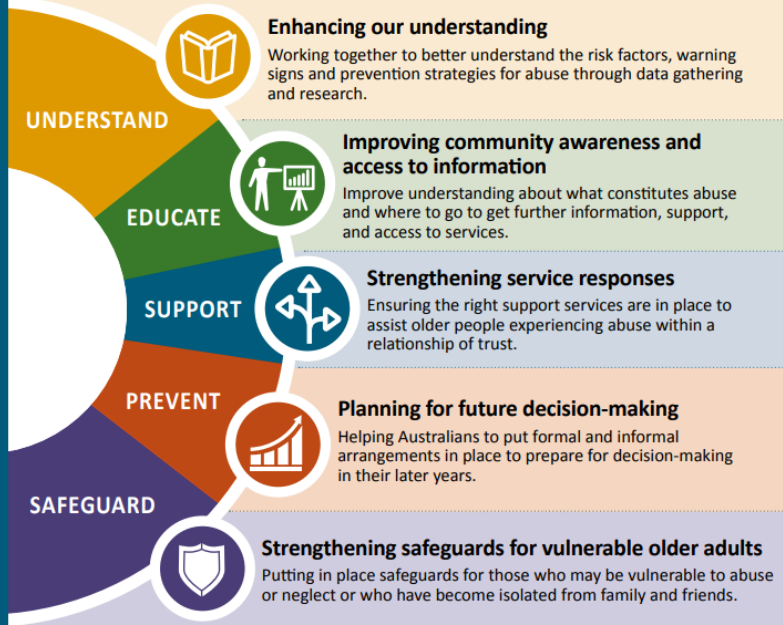 UNDERSTAND
Enhancing our understanding
Working together to better understand the risk factors, warning
signs and prevention strategies for abuse through data gathering
and research.
EDUCATE
Improving community awareness and
access to information
Improve understanding about what constitutes abuse
and where to go to get further information, support,
and access to services.
SUPPORT
Strengthening service responses
Ensuring the right support services are in place to
assist older people experiencing abuse within a
relationship of trust.
PREVENT
Planning for future decision-making
Helping Australians to put formal and informal
arrangements in place to prepare for decision-making
in their later years.
SAFEGUARD
Strengthening safeguards for vulnerable older adults
Putting in place safeguards for those who may be vulnerable to abuse
or neglect or who have become isolated from family and friends.